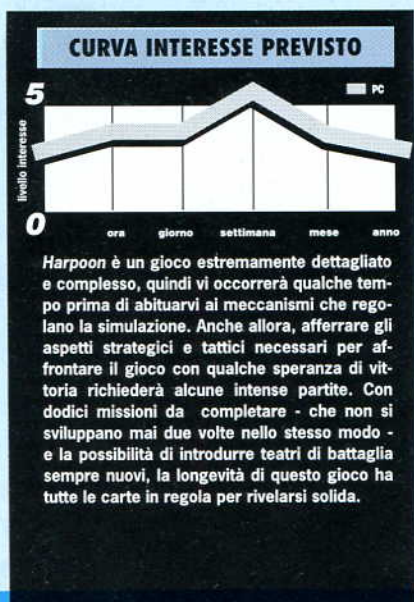 CURVA INTERESSE PREVISTO
5
PC
livello interesse
0
ora giorno settimana mese anno
Harpoon è un gioco estremamente dettagliato
e complesso, quindi vi occorrerà qualche tem-
po prima di abituarvi ai meccanismi che rego-
lano la simulazione. Anche allora, afferrare gli
aspetti strategici e tattici necessari per af-
frontare il gioco con qualche speranza di vit-
toria richiederà alcune intense partite. Con
dodici missioni da completare - che non si
sviluppano mai due volte nello stesso modo -
e la possibilità di introdurre teatri di battaglia
sempre nuovi, la longevità di questo gioco ha
tutte le carte in regola per rivelarsi solida.